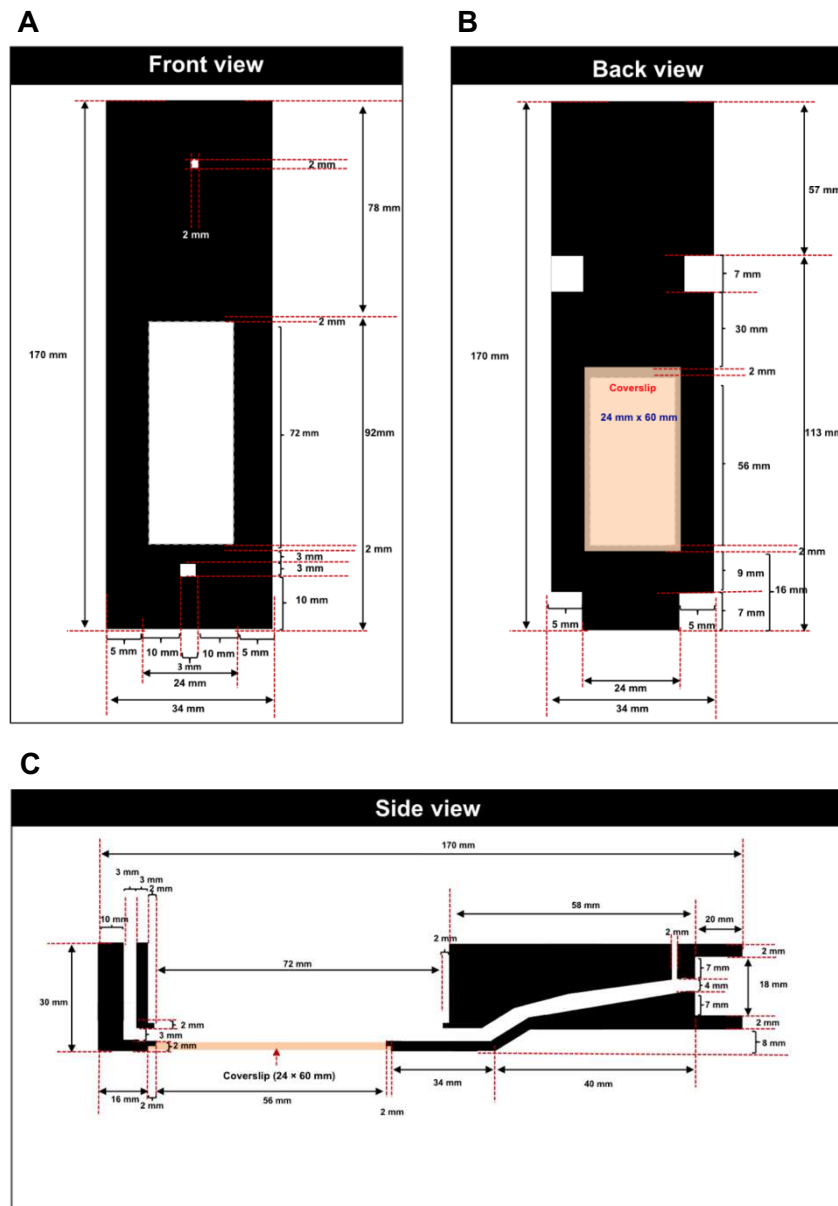 A
B
Front view
Back view
2 mm
57 mm
78 mm
2 mm
7 mm
2 mm
30 mm
170 mm
170 mm
2 mm
Coverslip
24 mm x 60 mm
72 mm
92mm
113 mm
56 mm
2 mm
2 mm
3 mm
3 mm
9 mm
16 mm
10 mm
7 mm
5 mm
10 mm
10 mm
5 mm
5 mm
5 mm
3 mm
24 mm
24 mm
34 mm
34 mm
C
Side view
170 mm
3 mm
3 mm
2 mm
58 mm
10 mm
20 mm
2 mm
2 mm
2 mm
72 mm
7 mm
4 mm
18 mm
30 mm
7 mm
2 mm
2 mm
3 mm
8 mm
2 mm
Coverslip (24 × 60 mm)
16 mm
34 mm
40 mm
2 mm
56 mm
2 mm